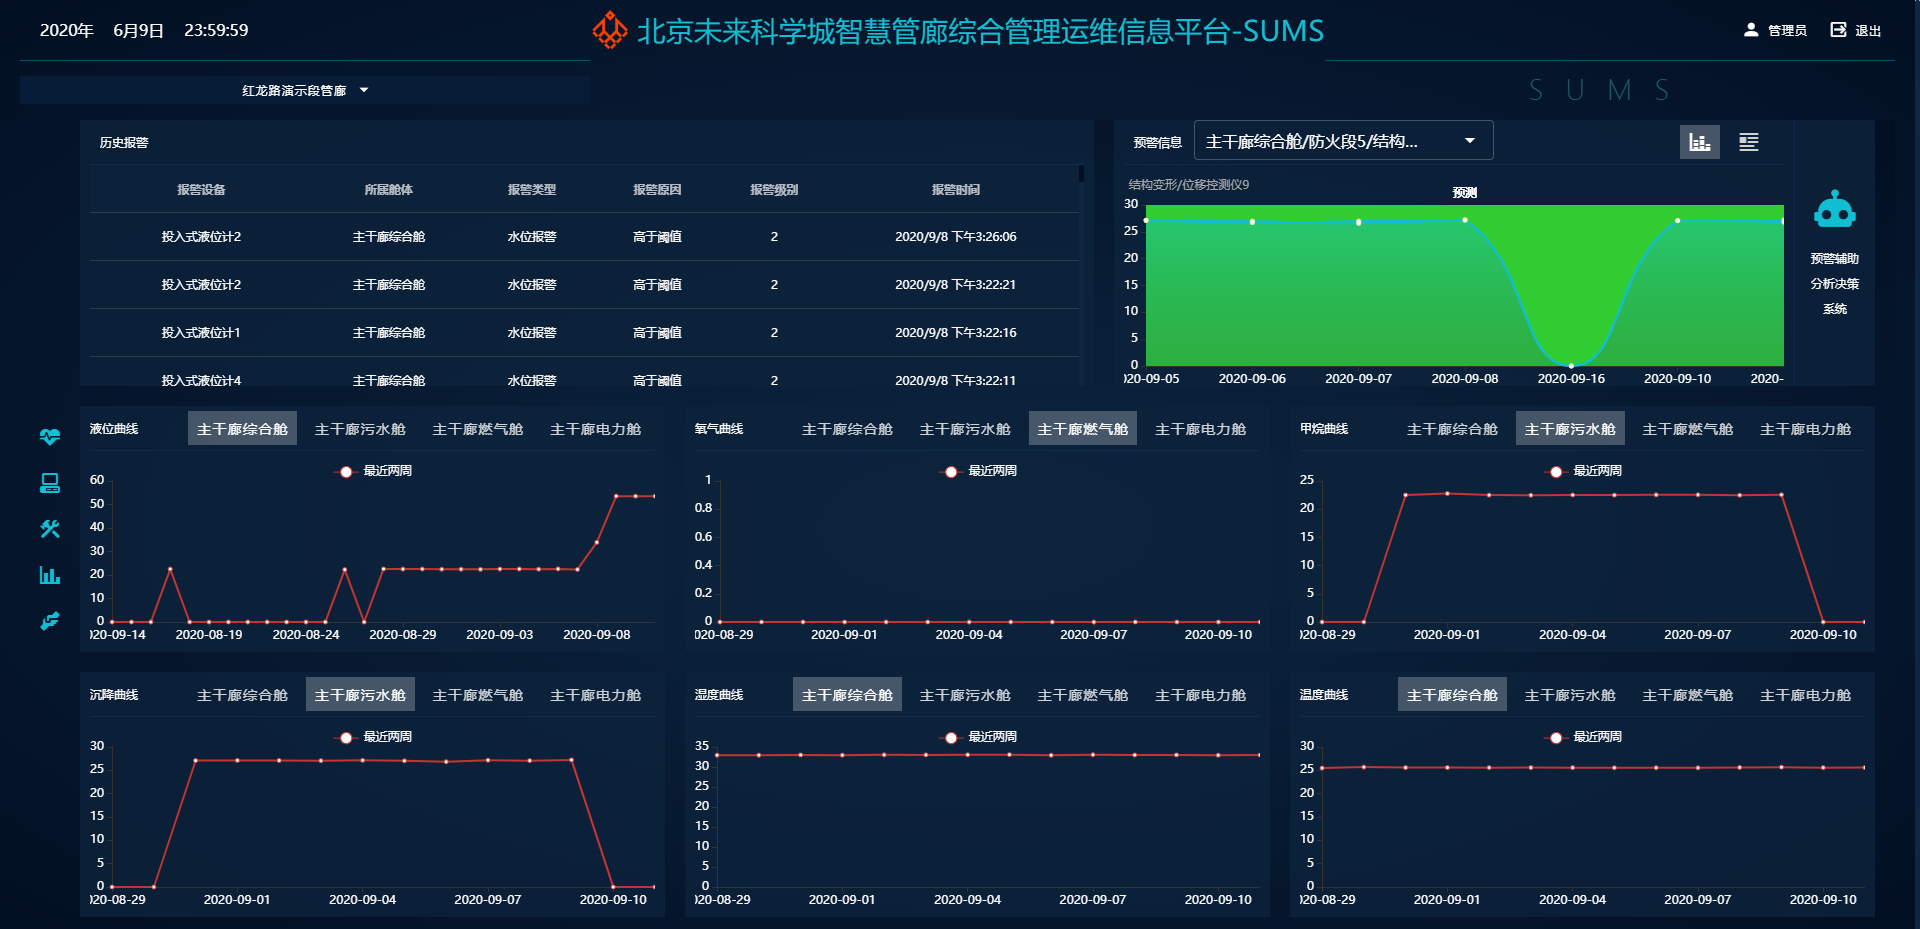 2020年 6月9日 23:59:59
北京未来科学城智慧管廊综合管理运维信息平台-SUMS
管理员 退出
红龙路演示段管廊
S U M S
历史报警
报警设备 所属舱体 报警类型 报警原因 报警级别 报警时间
投入式液位计2 主干廊综合舱 水位报警 高于阈值 2 2020/9/8 下午3:26:06
投入式液位计2 主干廊综合舱 水位报警 高于阈值 2 2020/9/8 下午3:22:21
投入式液位计1 主干廊综合舱 水位报警 高于阈值 2 2020/9/8 下午3:22:16
投入式液位计4 主干廊综合舱 水位报警 高于阈值 2 2020/9/8 下午3:22:11
预警信息 主干廊综合舱/防火段5/结构...
结构变形/位移控测仪9
预测
30
25
20
15
10
5
0
020-09-05 2020-09-06 2020-09-07 2020-09-08 2020-09-16 2020-09-10 2020-
预警辅助
分析决策
系统
液位曲线 主干廊综合舱 主干廊污水舱 主干廊燃气舱 主干廊电力舱
最近两周
60
50
40
30
20
10
0
020-09-14 2020-08-19 2020-08-24 2020-08-29 2020-09-03 2020-09-08
氧气曲线 主干廊综合舱 主干廊污水舱 主干廊燃气舱 主干廊电力舱
最近两周
1
0.8
0.6
0.4
0.2
0
020-08-29 2020-09-01 2020-09-04 2020-09-07 2020-09-10
甲烷曲线 主干廊综合舱 主干廊污水舱 主干廊燃气舱 主干廊电力舱
最近两周
25
20
15
10
5
0
020-08-29 2020-09-01 2020-09-04 2020-09-07 2020-09-10
沉降曲线 主干廊综合舱 主干廊污水舱 主干廊燃气舱 主干廊电力舱
最近两周
30
25
20
15
10
5
0
020-08-29 2020-09-01 2020-09-04 2020-09-07 2020-09-10
湿度曲线 主干廊综合舱 主干廊污水舱 主干廊燃气舱 主干廊电力舱
最近两周
35
30
25
20
15
10
5
0
020-08-29 2020-09-01 2020-09-04 2020-09-07 2020-09-10
温度曲线 主干廊综合舱 主干廊污水舱 主干廊燃气舱 主干廊电力舱
最近两周
30
25
20
15
10
5
0
020-08-29 2020-09-01 2020-09-04 2020-09-07 2020-09-10